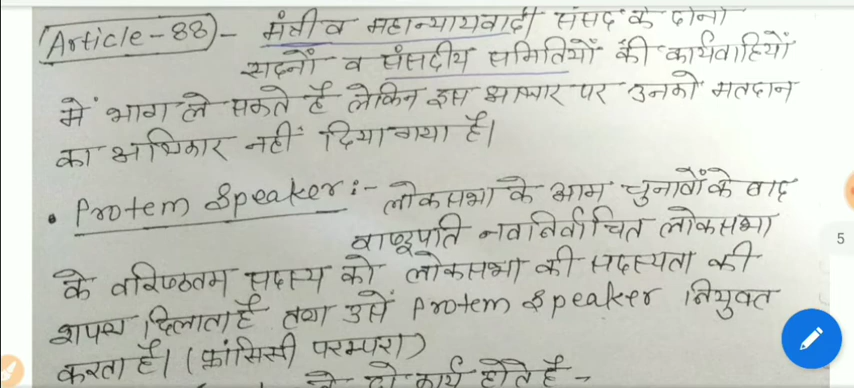 Article-88)- मंत्री व महान्यायवादी संसद के दोनों
सदनों व संसदीय समितियों की कार्यवाहियों
में भाग ले सकते हैं लेकिन इस आधार पर उनको मतदान
का अधिकार नहीं दिया गया है।
• Protem Speaker:- लोकसभा के आम चुनावों के बाद
राष्ट्रपति नवनिर्वाचित लोकसभा
के वरिष्ठतम सदस्य को लोकसभा की सदस्यता की
शपथ दिलाता है तथा उसे Protem Speaker नियुक्त
करता है। (फ्रांसिसी परम्परा)
के दो कार्य होते है -
5